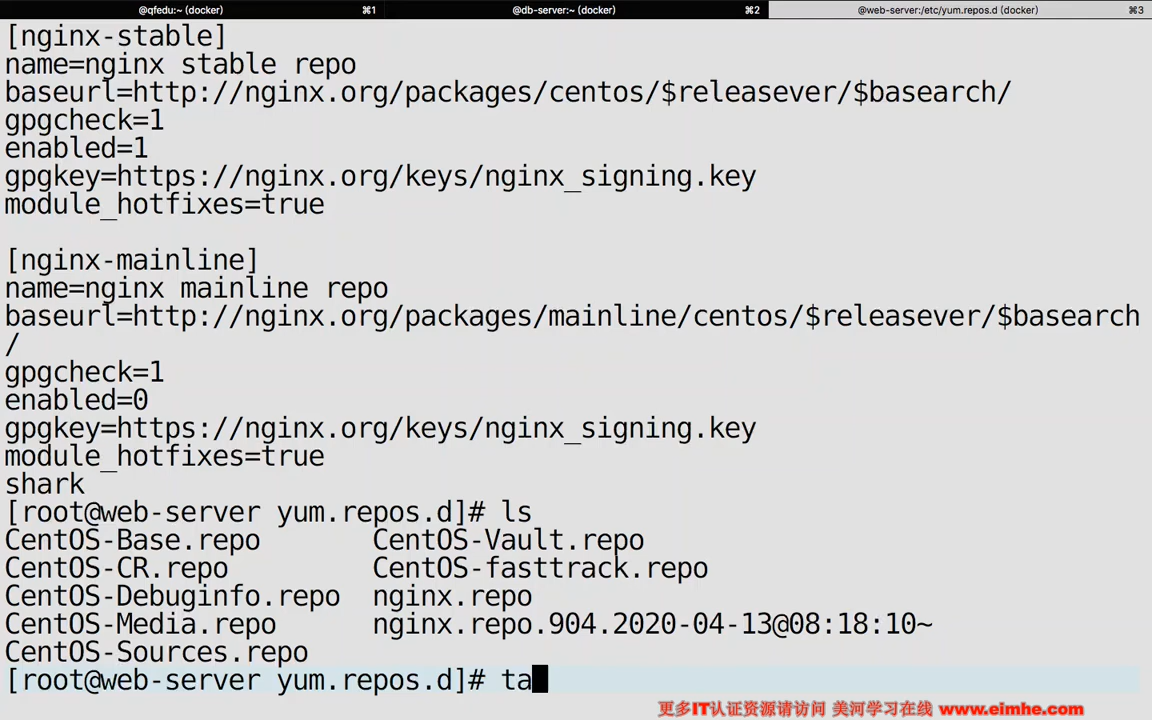 @qfedu:~ (docker) ⌘1 @db-server:~ (docker) ⌘2 @web-server:/etc/yum.repos.d (docker) ⌘3
[nginx-stable]
name=nginx stable repo
baseurl=http://nginx.org/packages/centos/$releasever/$basearch/
gpgcheck=1
enabled=1
gpgkey=https://nginx.org/keys/nginx_signing.key
module_hotfixes=true
[nginx-mainline]
name=nginx mainline repo
baseurl=http://nginx.org/packages/mainline/centos/$releasever/$basearch
/
gpgcheck=1
enabled=0
gpgkey=https://nginx.org/keys/nginx_signing.key
module_hotfixes=true
shark
[root@web-server yum.repos.d]# ls
CentOS-Base.repo CentOS-Vault.repo
CentOS-CR.repo CentOS-fasttrack.repo
CentOS-Debuginfo.repo nginx.repo
CentOS-Media.repo nginx.repo.904.2020-04-13@08:18:10~
CentOS-Sources.repo
[root@web-server yum.repos.d]# ta
更多IT认证资源请访问 美河学习在线 www.eimhe.com